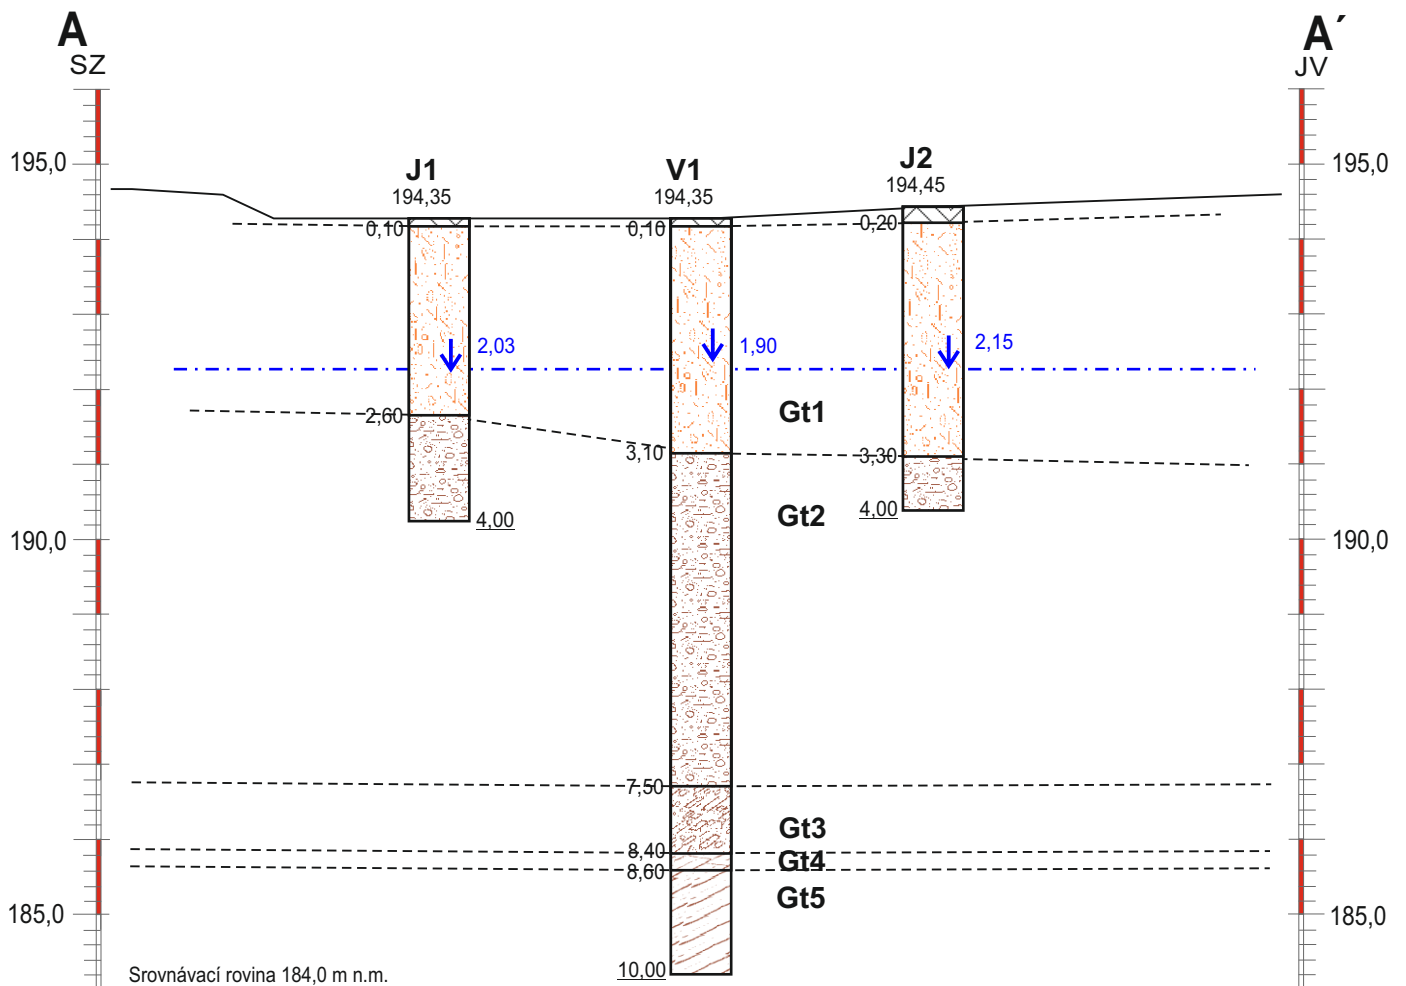 A
A´
SZ
JV
195,0
195,0
J1
V1
J2
194,35
194,35
194,45
0,10
0,10
0,20
2,03
1,90
2,15
Gt1
2,60
3,10
3,30
4,00
4,00
Gt2
190,0
190,0
7,50
Gt3
8,40
Gt4
8,60
Gt5
185,0
185,0
10,00
Srovnávací rovina 184,0 m n.m.